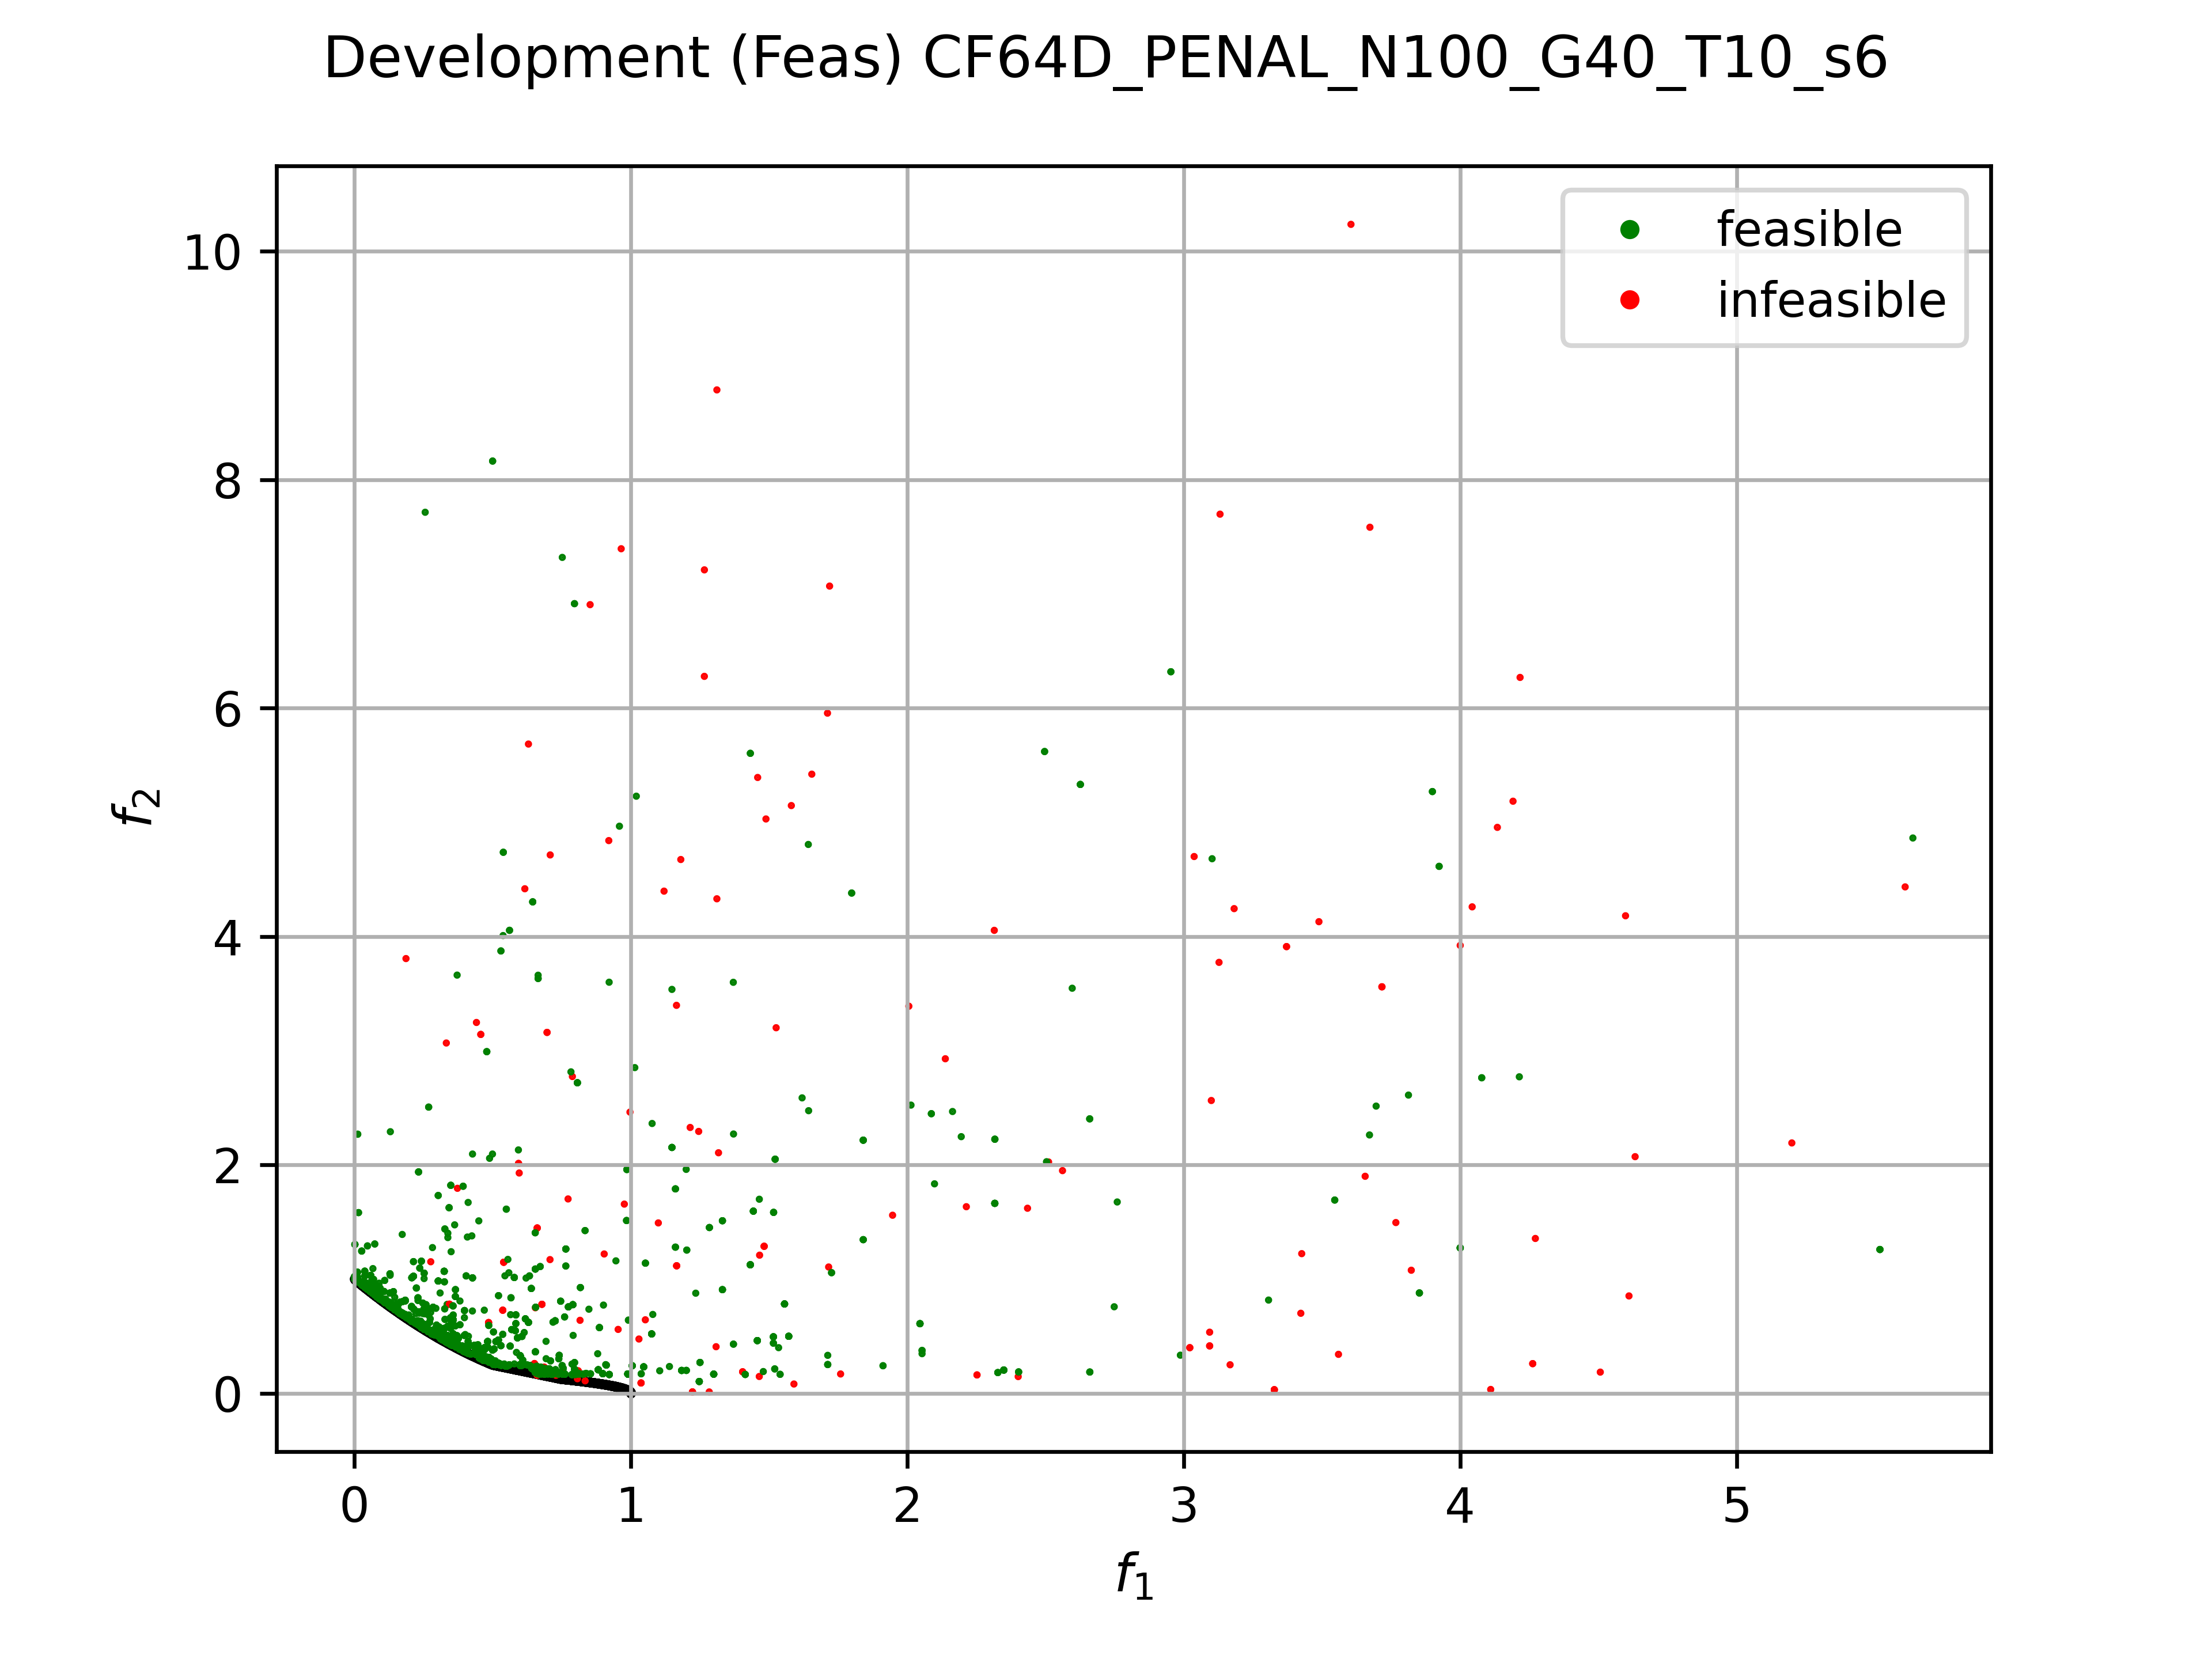 Development (Feas) CF64D_PENAL_N100_G40_T10_s6
feasible
infeasible
10
8
6
4
2
0
f2
0 1 2 3 4 5
f1